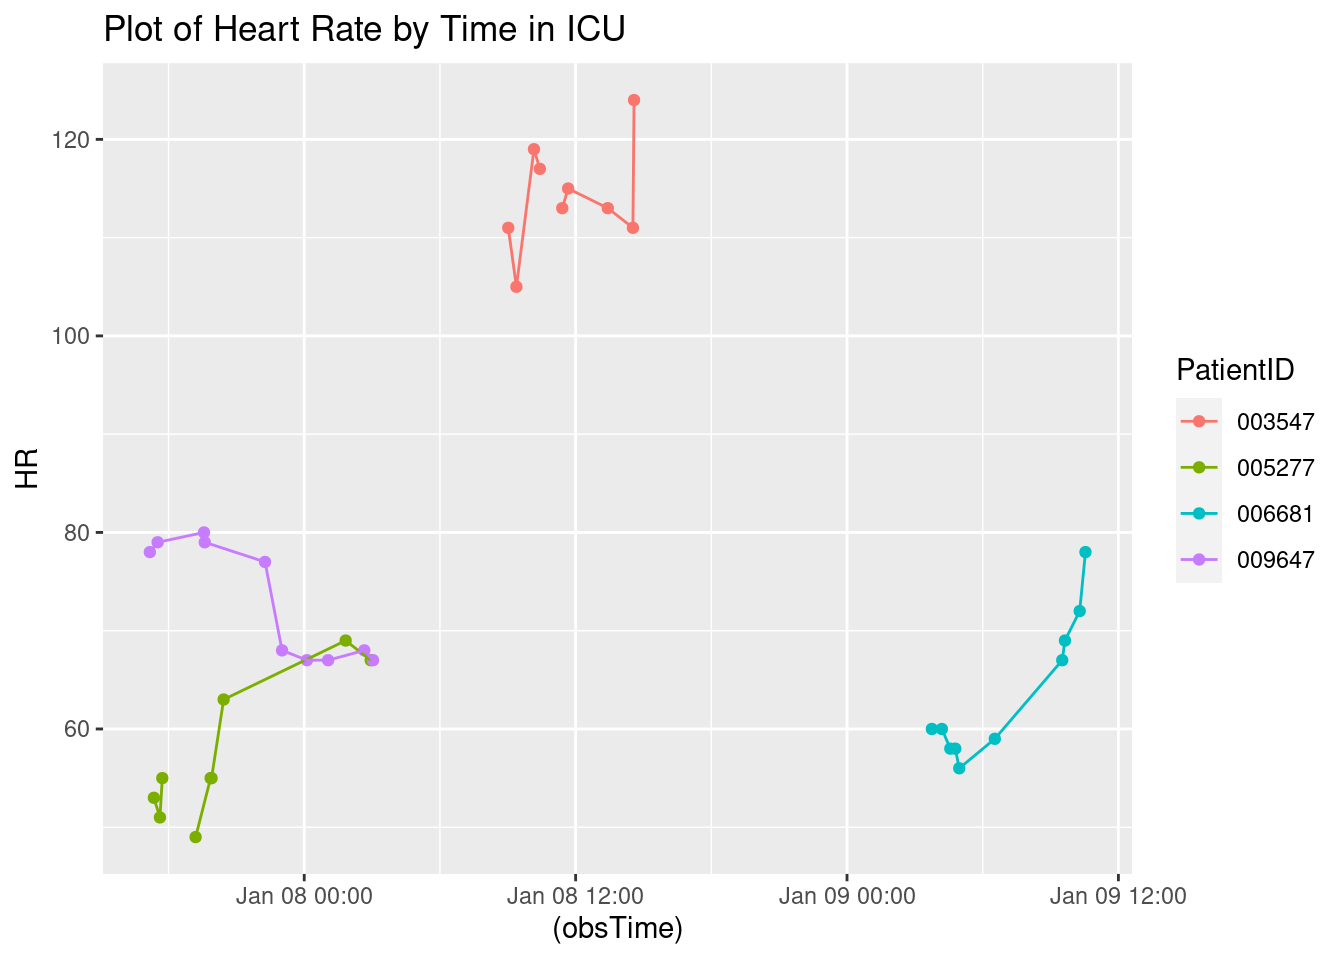 Plot of Heart Rate by Time in ICU
120
100
80
60
HR
Jan 08 00:00
Jan 08 12:00
Jan 09 00:00
Jan 09 12:00
(obsTime)
PatientID
003547
005277
006681
009647